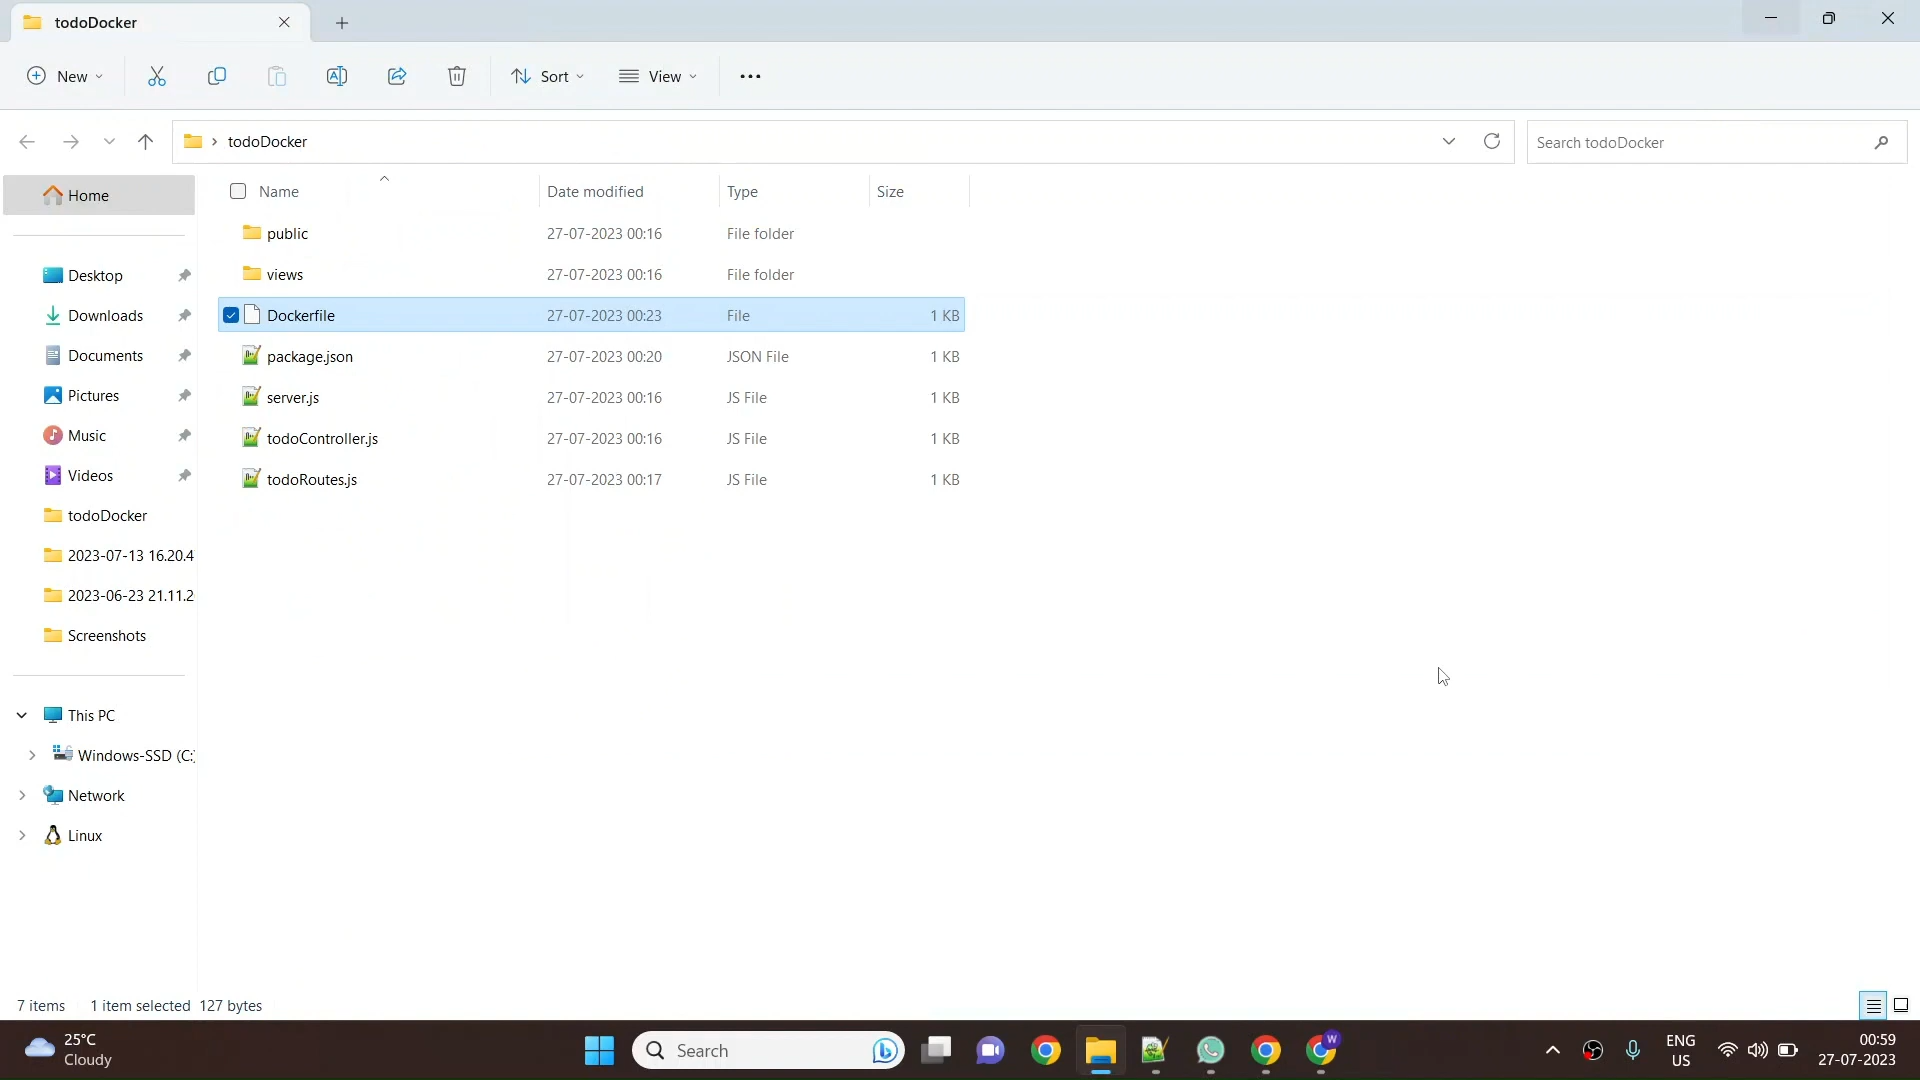 todoDocker
New
Sort
View
todoDocker
Search todoDocker
Home
Name
Date modified
Type
Size
public
27-07-2023 00:16
File folder
views
27-07-2023 00:16
File folder
Desktop
Downloads
Dockerfile
27-07-2023 00:23
File
1 KB
Documents
package.json
27-07-2023 00:20
JSON File
1 KB
Pictures
server.js
27-07-2023 00:16
JS File
1 KB
Music
todoController.js
27-07-2023 00:16
JS File
1 KB
Videos
todoRoutes.js
27-07-2023 00:17
JS File
1 KB
todoDocker
2023-07-13 16.20.4
2023-06-23 21.11.2
Screenshots
This PC
Windows-SSD (C:)
Network
Linux
7 items
1 item selected 127 bytes
25°C
Cloudy
Search
W
ENG
US
00:59
27-07-2023